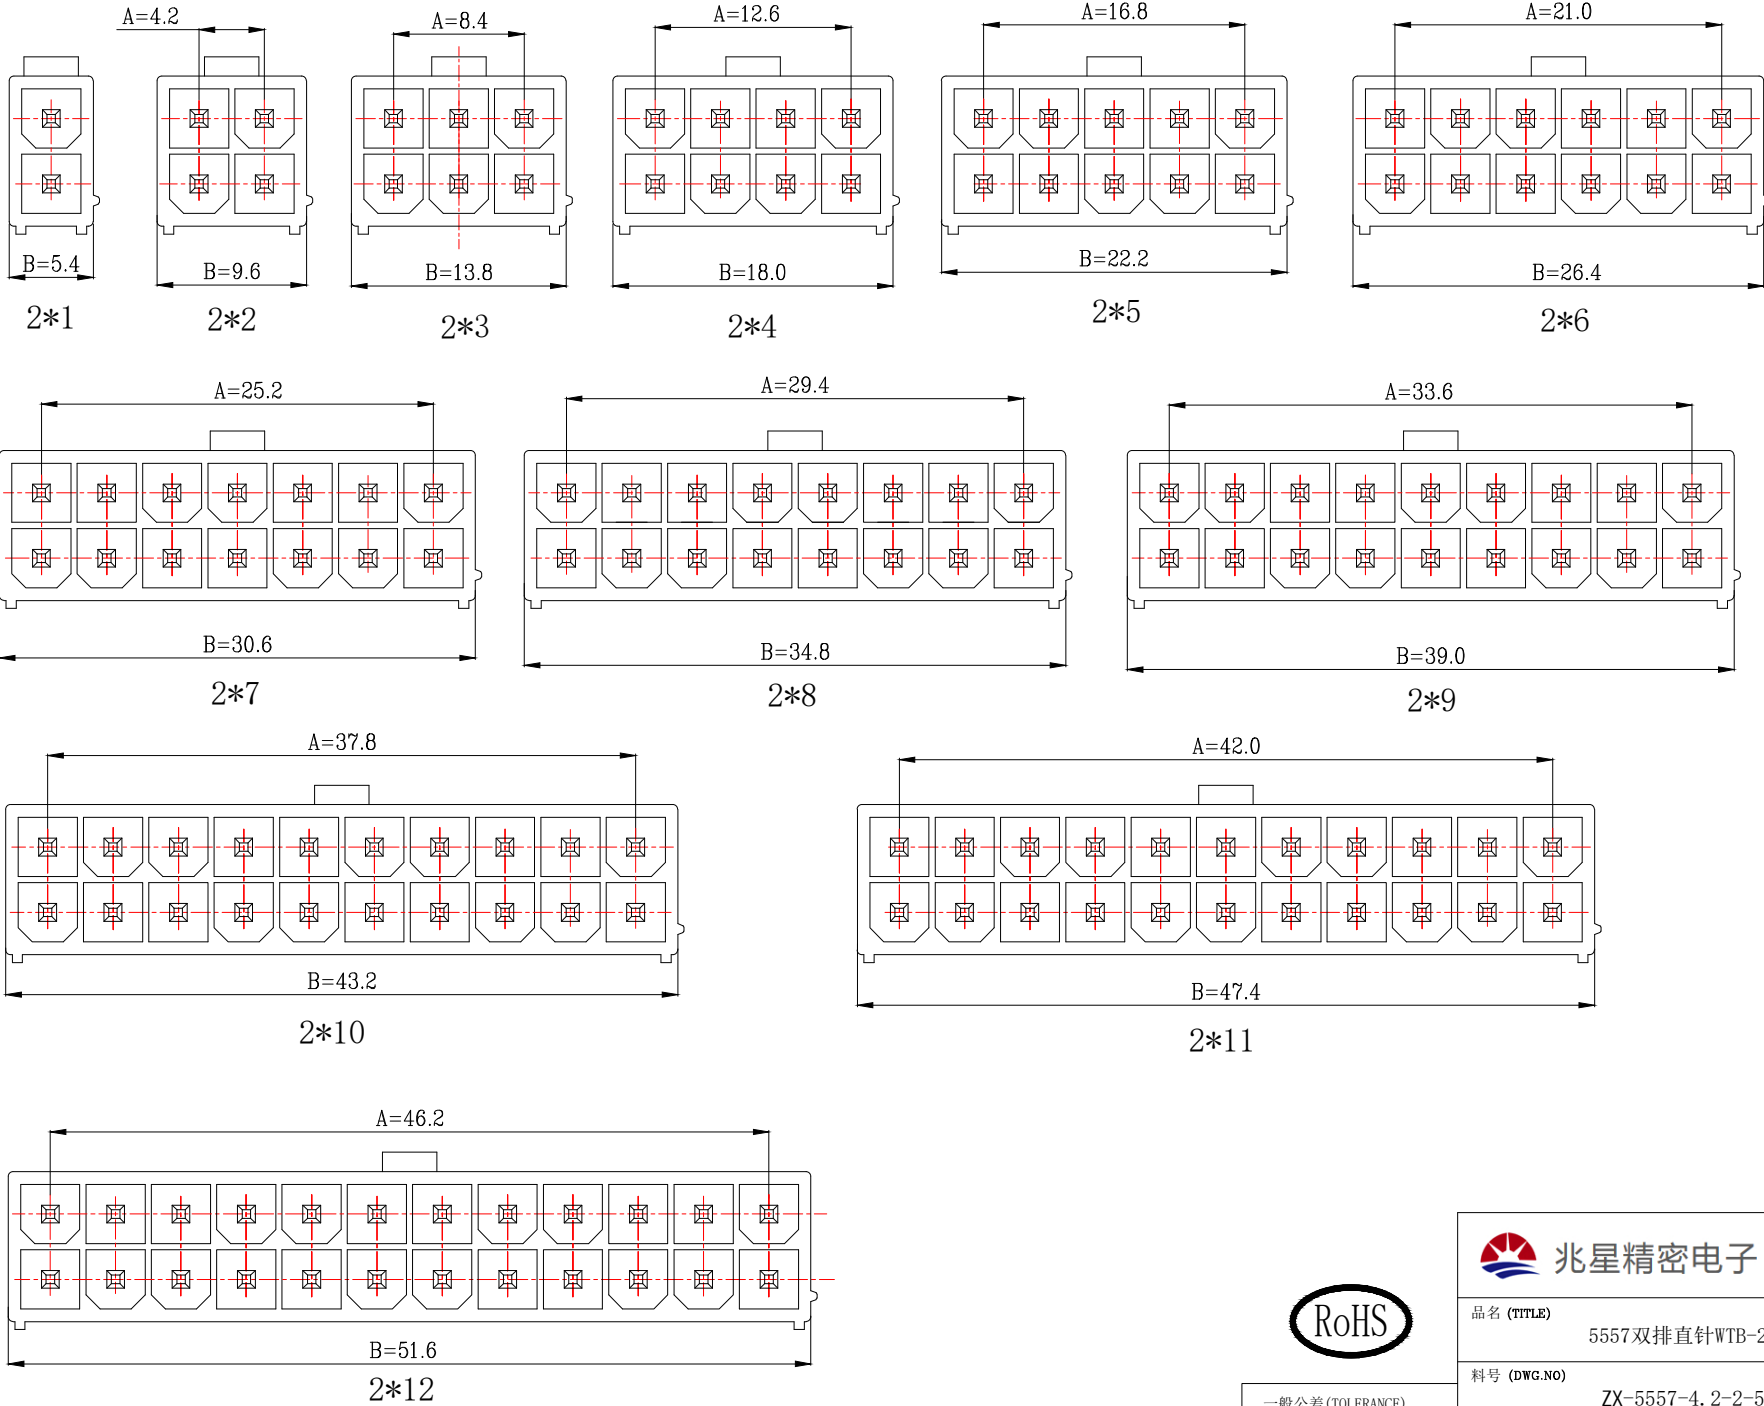 A=4.2
A=8.4
A=12.6
A=16.8
A=21.0
B=5.4
B=9.6
B=13.8
B=18.0
B=22.2
B=26.4
2*1
2*2
2*3
2*4
2*5
2*6
A=25.2
A=29.4
A=33.6
B=30.6
B=34.8
B=39.0
2*7
2*8
2*9
A=37.8
A=42.0
B=43.2
B=47.4
2*10
2*11
A=46.2
B=51.6
2*12
RoHS
兆星精密电子
品名 (TITLE)
5557双排直针WTB-2
料号 (DWG.NO)
ZX-5557-4.2-2-5
一般公差(TOLERANCE)